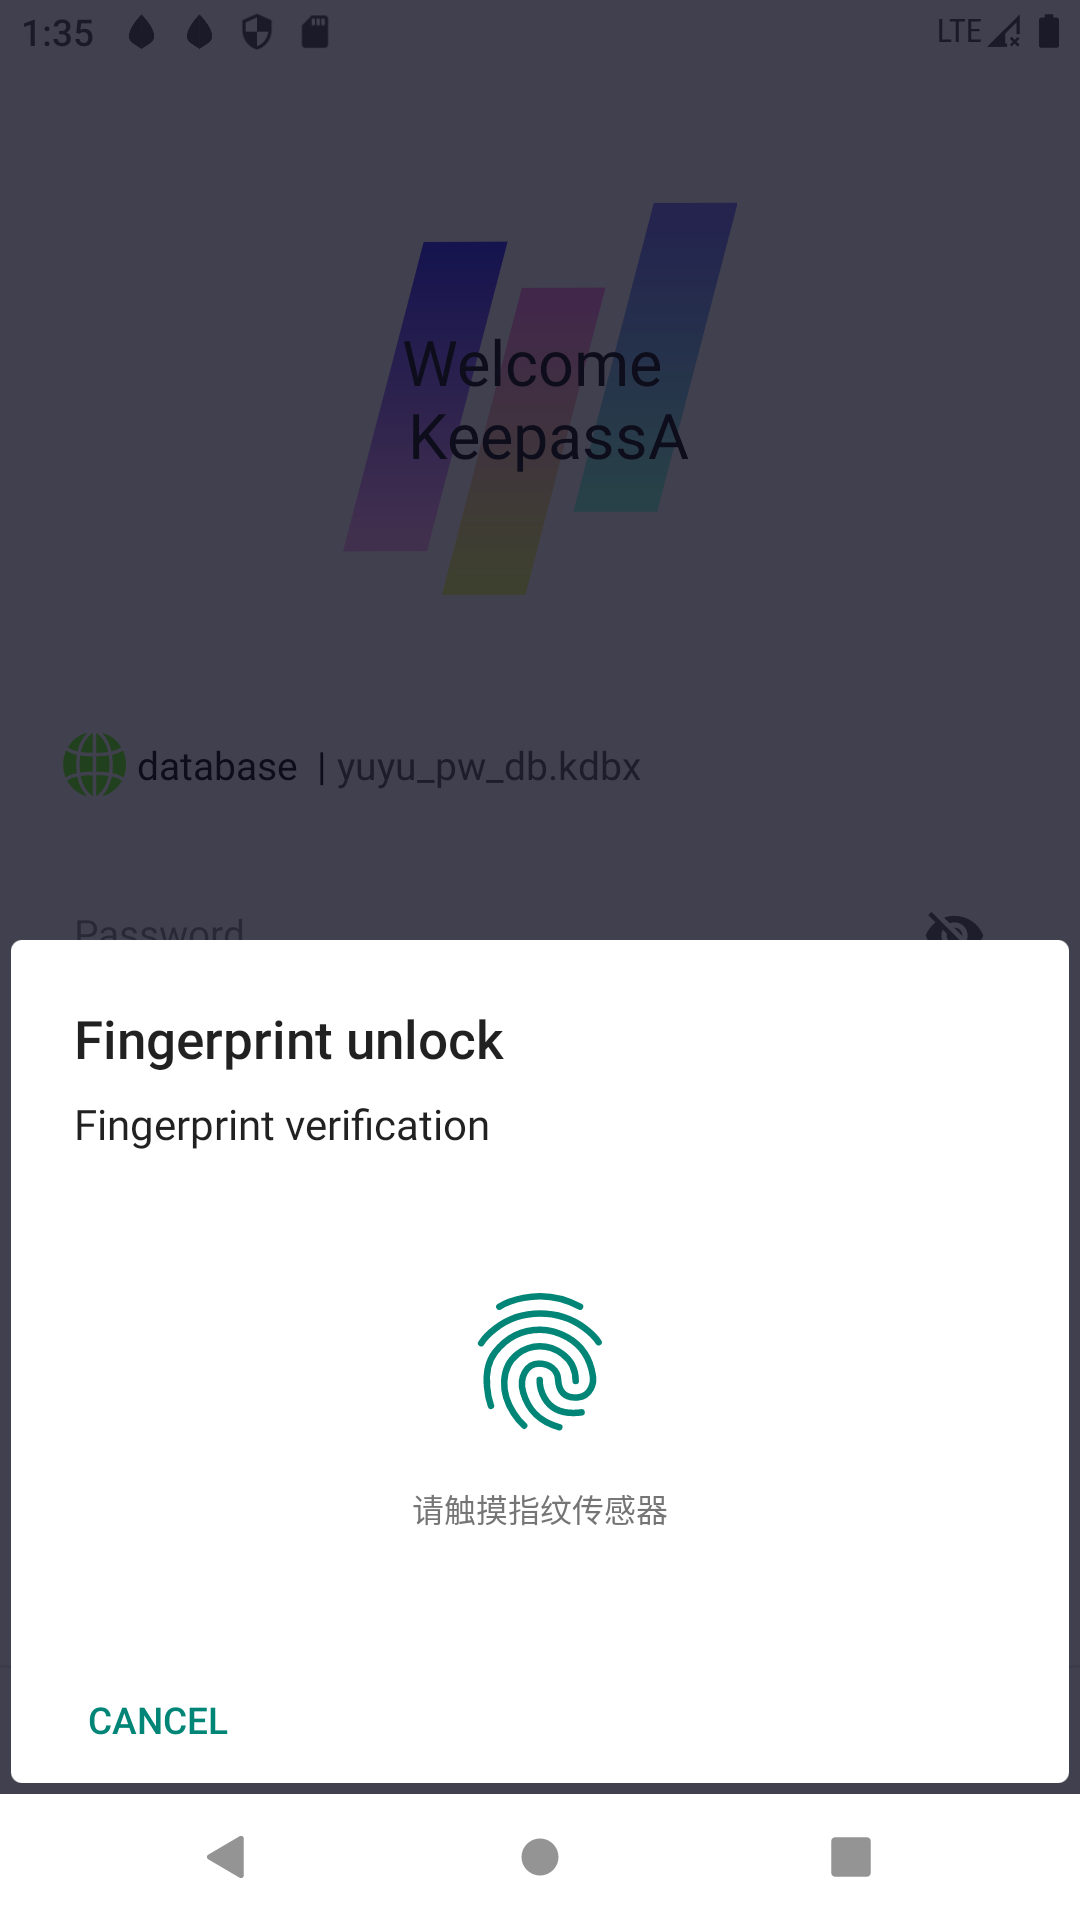 1:35
LTE
Welcome
KeepassA
database | yuyu_pw_db.kdbx
Password
Fingerprint unlock
Fingerprint verification
请触摸指纹传感器
CANCEL